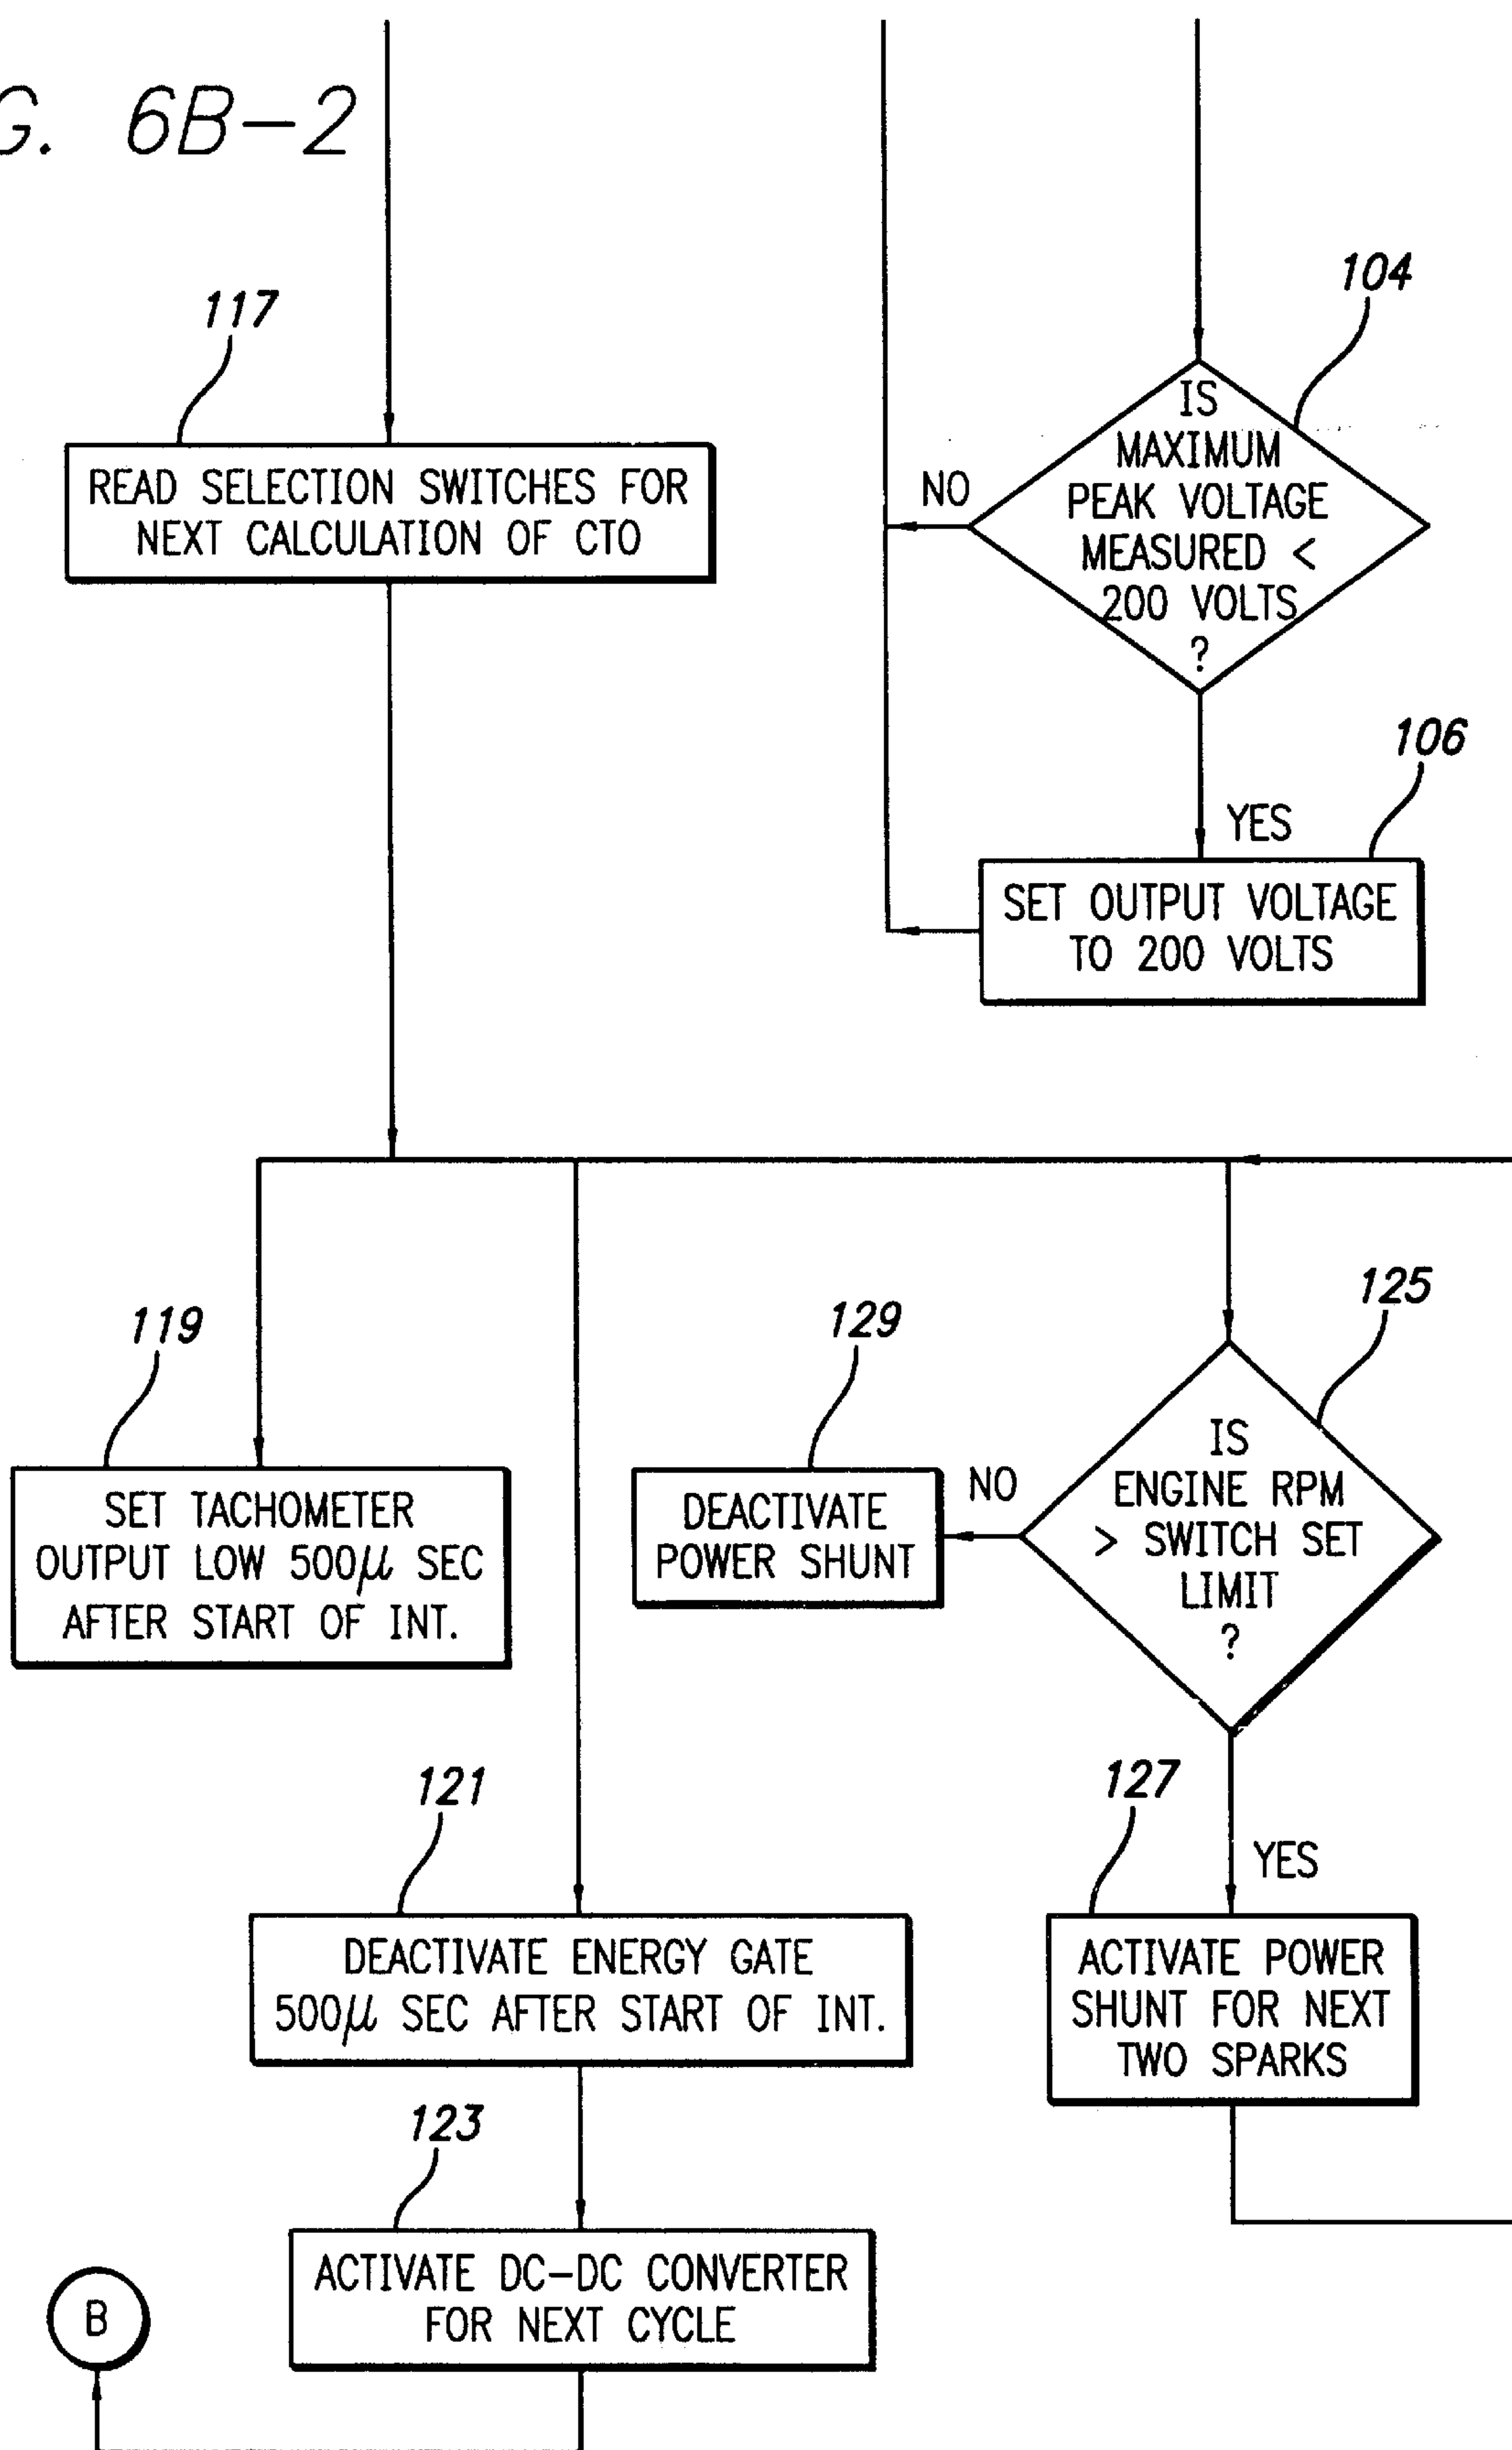 G. 6B-2
104
117
IS
MAXIMUM
PEAK VOLTAGE
MEASURED <
200 VOLTS
?
NO
READ SELECTION SWITCHES FOR
NEXT CALCULATION OF CTO
106
YES
SET OUTPUT VOLTAGE
TO 200 VOLTS
125
129
119
IS
ENGINE RPM
> SWITCH SET
LIMIT
?
NO
DEACTIVATE
POWER SHUNT
SET TACHOMETER
OUTPUT LOW 500μ SEC
AFTER START OF INT.
121
127
YES
DEACTIVATE ENERGY GATE
500μ SEC AFTER START OF INT.
ACTIVATE POWER
SHUNT FOR NEXT
TWO SPARKS
123
ACTIVATE DC-DC CONVERTER
FOR NEXT CYCLE
B